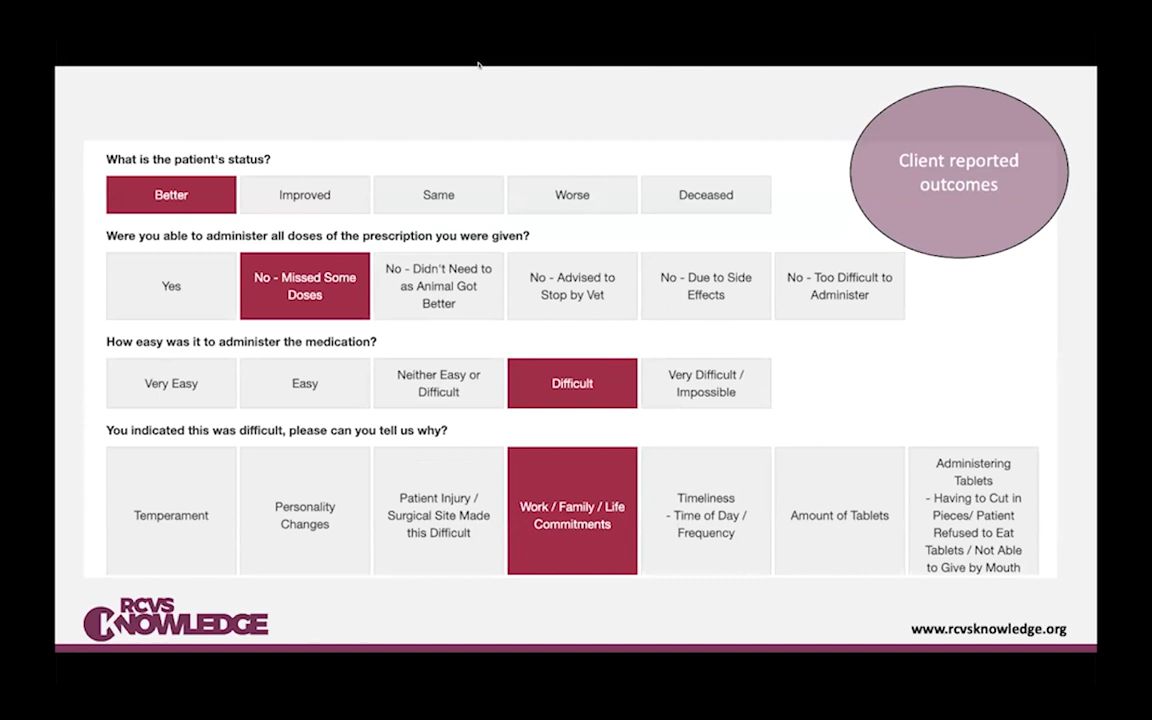 Client reported
outcomes
What is the patient's status?
Better
Improved
Same
Worse
Deceased
Were you able to administer all doses of the prescription you were given?
Yes
No - Missed Some
Doses
No - Didn't Need to
as Animal Got
Better
No - Advised to
Stop by Vet
No - Due to Side
Effects
No - Too Difficult to
Administer
How easy was it to administer the medication?
Very Easy
Easy
Neither Easy or
Difficult
Difficult
Very Difficult /
Impossible
You indicated this was difficult, please can you tell us why?
Temperament
Personality
Changes
Patient Injury /
Surgical Site Made
this Difficult
Work / Family / Life
Commitments
Timeliness
- Time of Day /
Frequency
Amount of Tablets
Administering
Tablets
- Having to Cut in
Pieces/ Patient
Refused to Eat
Tablets / Not Able
to Give by Mouth
RCVS
KNOWLEDGE
www.rcvsknowledge.org